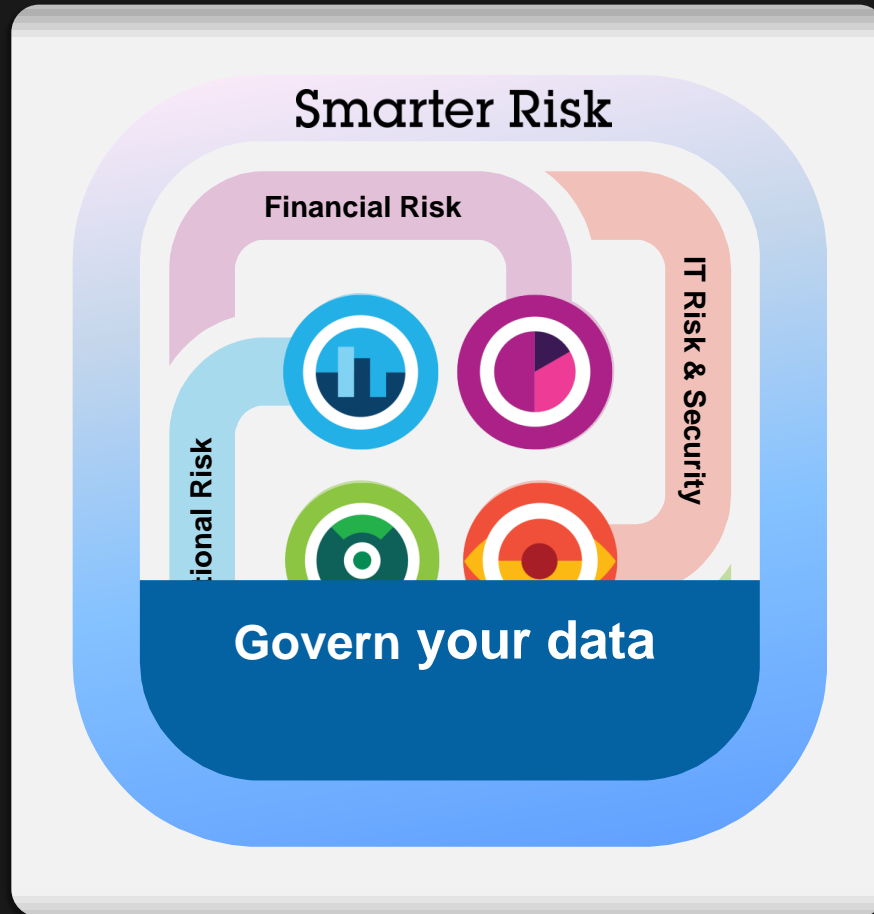 Smarter Risk
Financial Risk
IT Risk & Security
tional Risk
Govern your data